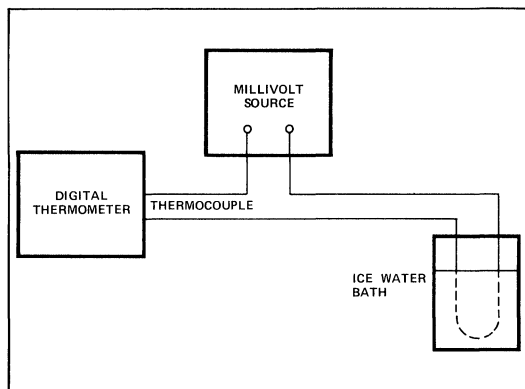 MILLIVOLT
SOURCE
DIGITAL
THERMOMETER
THERMOCOUPLE
ICE WATER
BATH